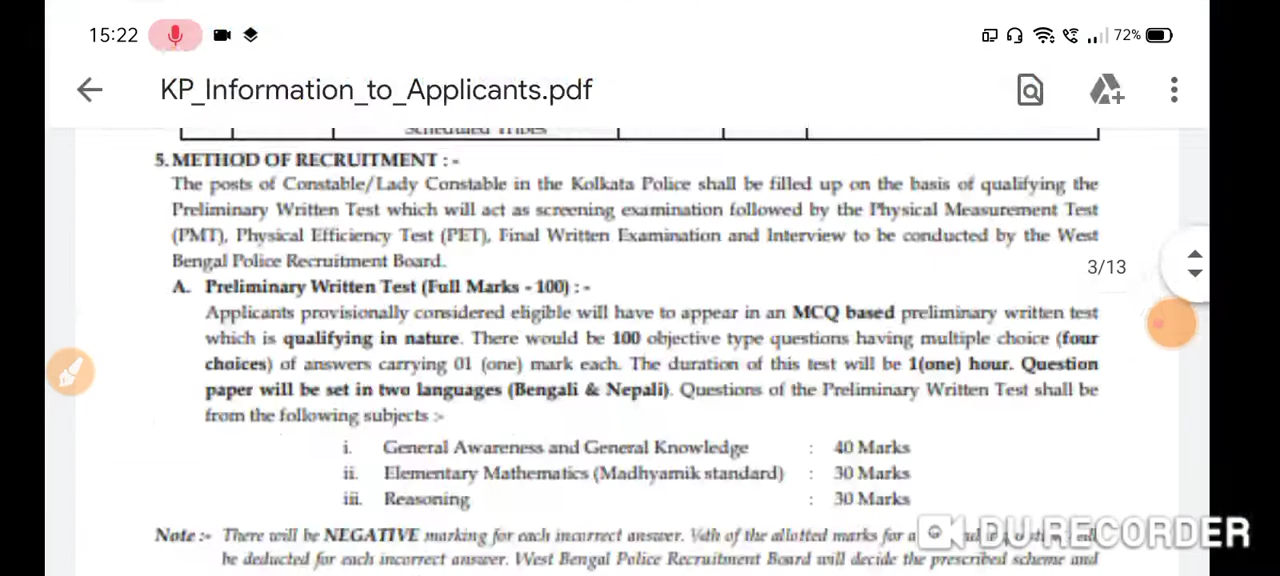 15:22
72%
KP_Information_to_Applicants.pdf
Scheduled Tribes
5. METHOD OF RECRUITMENT : -
The posts of Constable/Lady Constable in the Kolkata Police shall be filled up on the basis of qualifying the
Preliminary Written Test which will act as screening examination followed by the Physical Measurement Test
(PMT), Physical Efficiency Test (PET), Final Written Examination and Interview to be conducted by the West
Bengal Police Recruitment Board.
3/13
A. Preliminary Written Test (Full Marks - 100) : -
Applicants provisionally considered eligible will have to appear in an MCQ based preliminary written test
which is qualifying in nature. There would be 100 objective type questions having multiple choice (four
choices) of answers carrying 01 (one) mark each. The duration of this test will be 1(one) hour. Question
paper will be set in two languages (Bengali & Nepali). Questions of the Preliminary Written Test shall be
from the following subjects :-
i. General Awareness and General Knowledge : 40 Marks
ii. Elementary Mathematics (Madhyamik standard) : 30 Marks
iii. Reasoning : 30 Marks
Note :- There will be NEGATIVE marking for each incorrect answer. ¼th of the allotted marks for a
DU RECORDER
be deducted for each incorrect answer. West Bengal Police Recruitment Board will decide the prescribed scheme and